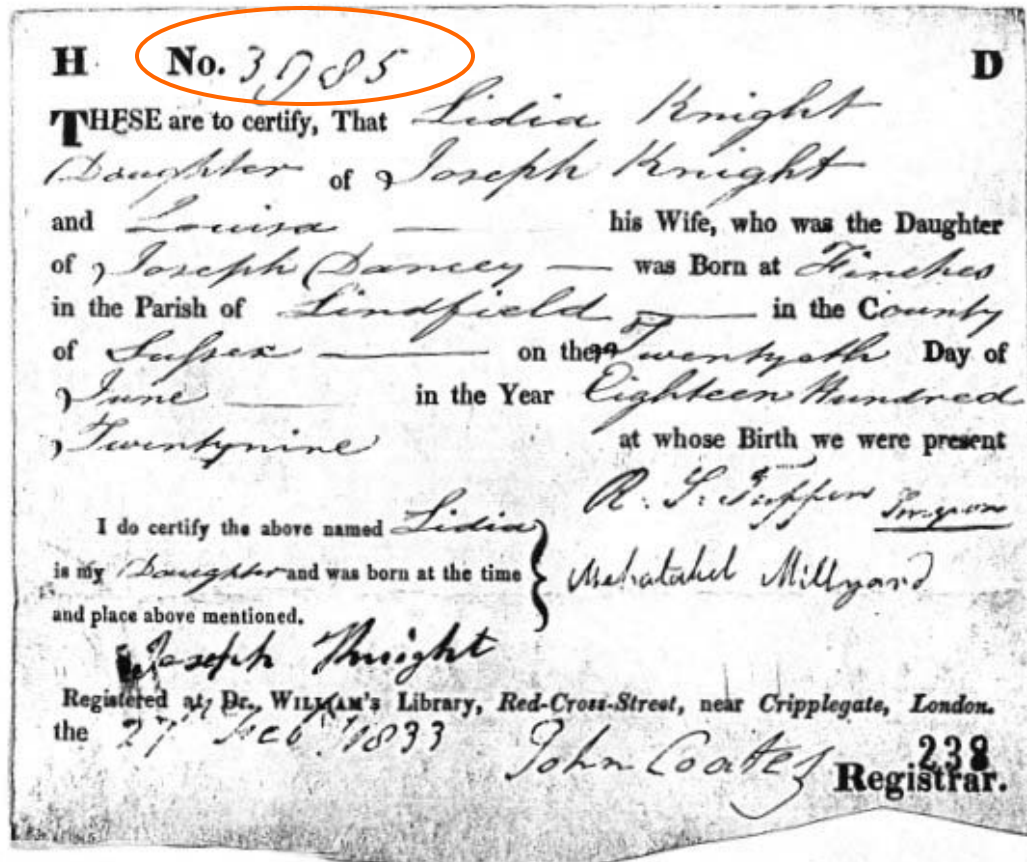 H No. 3985 D
THESE are to certify, That Lidia Knight
Daughter of Joseph Knight
and Louisa — his Wife, who was the Daughter
of Joseph Dancey — was Born at Finches
in the Parish of Lindfield — in the County
of Sussex — on the Twentyeth Day of
June — in the Year Eighteen Hundred
Twentynine at whose Birth we were present
R. S. Tuppen Surgeon
I do certify the above named Lidia
is my Daughter and was born at the time
and place above mentioned.
Mehatabel Millyard
Joseph Knight
Registered at Dr. WILLIAM'S Library, Red-Cross-Street, near Cripplegate, London.
the 27 Feby 1833
John Coates Registrar.
238